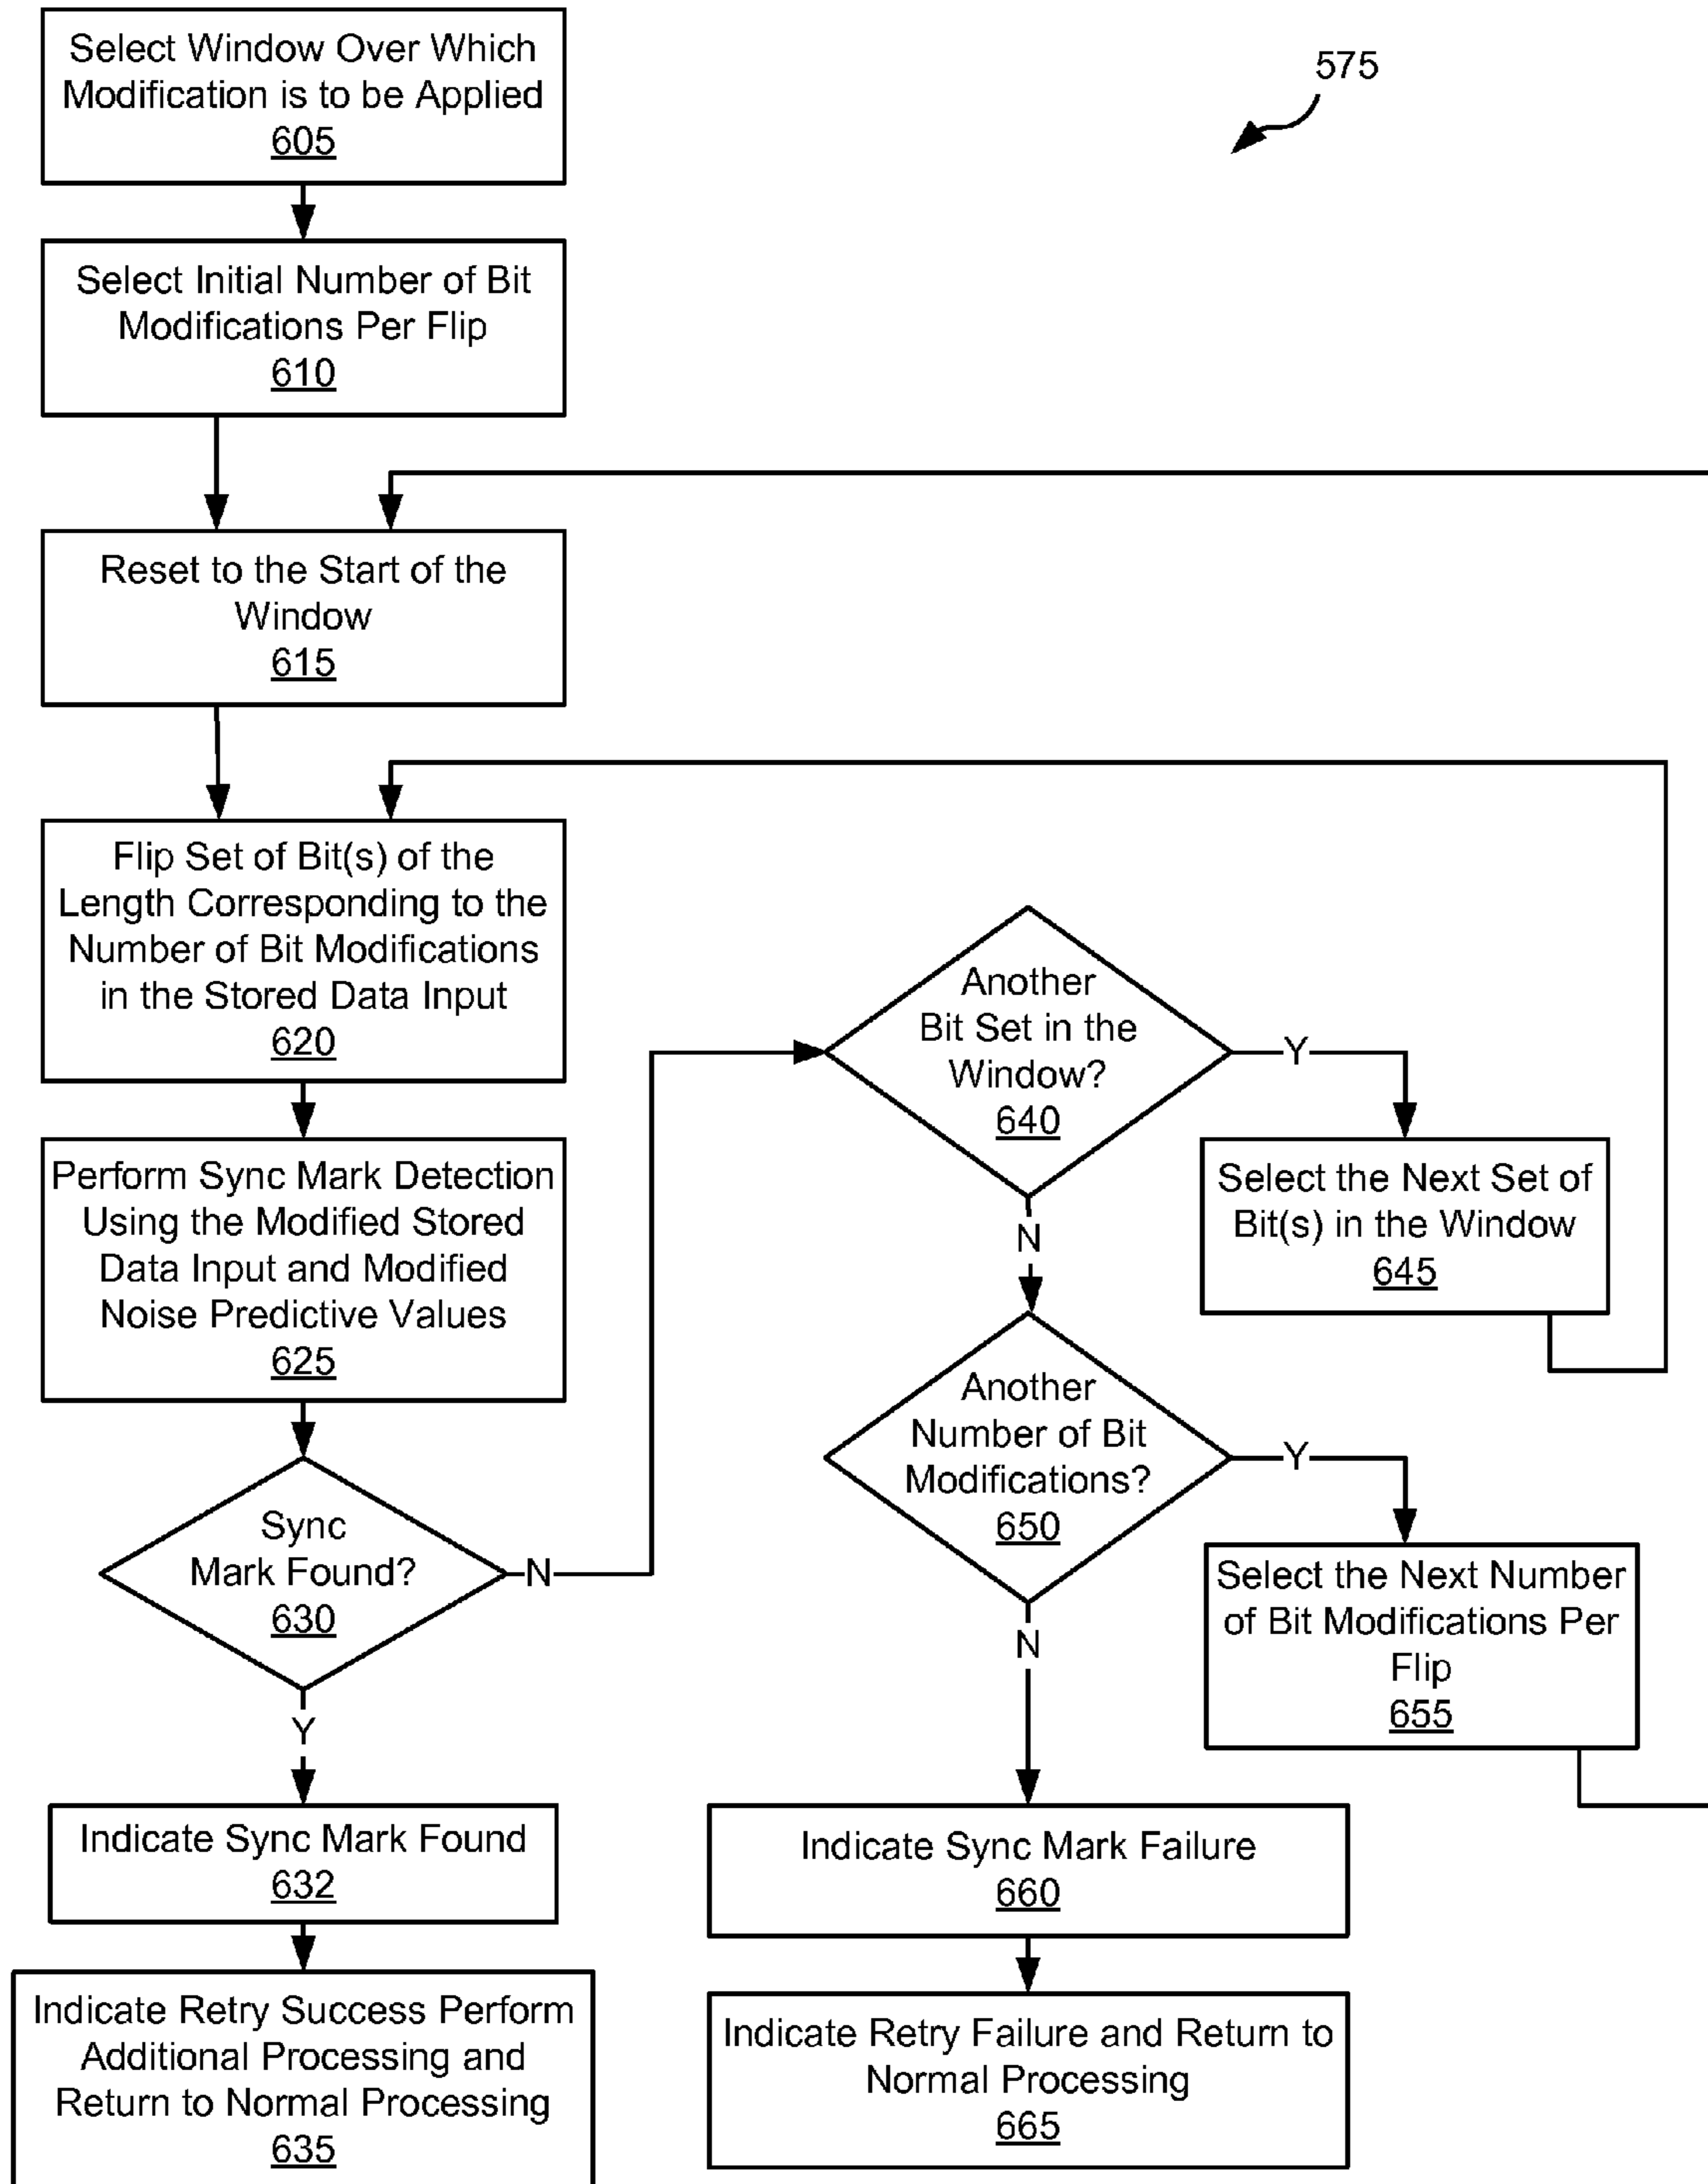 Select Window Over Which
Modification is to be Applied
605
575
Select Initial Number of Bit
Modifications Per Flip
610
Reset to the Start of the
Window
615
Flip Set of Bit(s) of the
Length Corresponding to the
Number of Bit Modifications
in the Stored Data Input
620
Perform Sync Mark Detection
Using the Modified Stored
Data Input and Modified
Noise Predictive Values
625
Sync
Mark Found?
630
N
Y
Indicate Sync Mark Found
632
Indicate Retry Success Perform
Additional Processing and
Return to Normal Processing
635
Another
Bit Set in the
Window?
640
Y
N
Select the Next Set of
Bit(s) in the Window
645
Another
Number of Bit
Modifications?
650
Y
N
Select the Next Number
of Bit Modifications Per
Flip
655
Indicate Sync Mark Failure
660
Indicate Retry Failure and Return to
Normal Processing
665